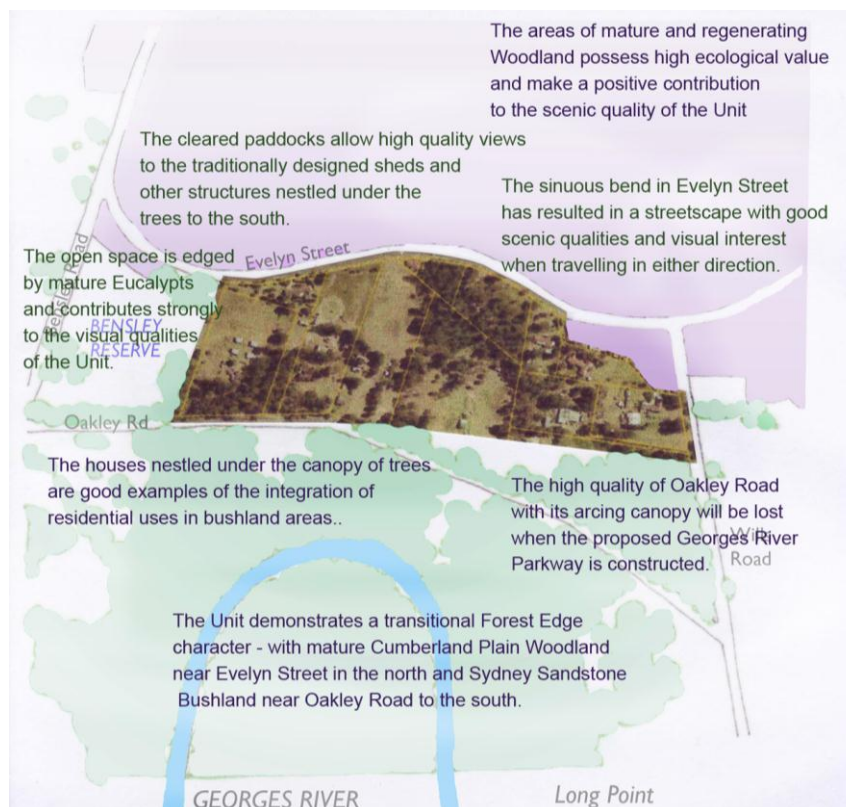 The areas of mature and regenerating
Woodland possess high ecological value
and make a positive contribution
to the scenic quality of the Unit
The cleared paddocks allow high quality views
to the traditionally designed sheds and
other structures nestled under the
trees to the south.
The sinuous bend in Evelyn Street
has resulted in a streetscape with good
scenic qualities and visual interest
when travelling in either direction.
Evelyn Street
The open space is edged
by mature Eucalypts
and contributes strongly
to the visual qualities
of the Unit.
Bensley Road
BENSLEY
RESERVE
Oakley Rd
The houses nestled under the canopy of trees
are good examples of the integration of
residential uses in bushland areas..
The high quality of Oakley Road
with its arcing canopy will be lost
when the proposed Georges River
Parkway is constructed.
Road
The Unit demonstrates a transitional Forest Edge
character - with mature Cumberland Plain Woodland
near Evelyn Street in the north and Sydney Sandstone
Bushland near Oakley Road to the south.
GEORGES RIVER
Long Point